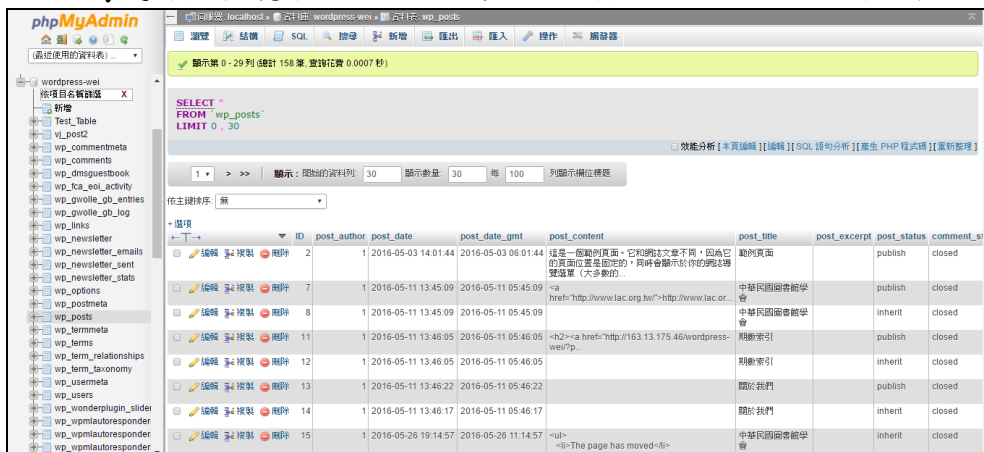 phpMyAdmin
(最近使用的資料表) ...
wordpress-wei
依項目名稱篩選 X
新增
Test_Table
vj_post2
wp_commentmeta
wp_comments
wp_dmsguestbook
wp_fca_eoi_activity
wp_gwolle_gb_entries
wp_gwolle_gb_log
wp_links
wp_newsletter
wp_newsletter_emails
wp_newsletter_sent
wp_newsletter_stats
wp_options
wp_postmeta
wp_posts
wp_termmeta
wp_terms
wp_term_relationships
wp_term_taxonomy
wp_usermeta
wp_users
wp_wonderplugin_slider
wp_wpmlautoresponder
wp_wpmlautoresponder
wp_wpmlautoresponder
伺服器: localhost » 資料庫: wordpress-wei » 資料表: wp_posts
瀏覽 結構 SQL 搜尋 新增 匯出 匯入 操作 觸發器
顯示第 0 - 29 列 (總計 158 筆, 查詢花費 0.0007 秒)
SELECT *
FROM `wp_posts`
LIMIT 0 , 30
效能分析 [ 本頁編輯 ] [ 編輯 ] [ SQL 語句分析 ] [ 產生 PHP 程式碼 ] [ 重新整理 ]
1 > >> 顯示 : 開始的資料列: 30 顯示數量: 30 每 100 列顯示欄位標題
依主鍵排序: 無
+ 選項
←T→ ID post_author post_date post_date_gmt post_content post_title post_excerpt post_status comment_st
編輯 複製 刪除 2 1 2016-05-03 14:01:44 2016-05-03 06:01:44 這是一個範例頁面。它和網誌文章不同，因為它 範例頁面 publish closed
的頁面位置是固定的，同時會顯示於你的網誌導
覽選單（大多數的...
編輯 複製 刪除 7 1 2016-05-11 13:45:09 2016-05-11 05:45:09 <a 中華民國圖書館學 publish closed
href="http://www.lac.org.tw/">http://www.lac.or... 會
編輯 複製 刪除 8 1 2016-05-11 13:45:09 2016-05-11 05:45:09 中華民國圖書館學 inherit closed
會
編輯 複製 刪除 11 1 2016-05-11 13:46:05 2016-05-11 05:46:05 <h2><a href="http://163.13.175.46/wordpress- 期數索引 publish closed
wei/?p...
編輯 複製 刪除 12 1 2016-05-11 13:46:05 2016-05-11 05:46:05 期數索引 inherit closed
編輯 複製 刪除 13 1 2016-05-11 13:46:22 2016-05-11 05:46:22 關於我們 publish closed
編輯 複製 刪除 14 1 2016-05-11 13:46:17 2016-05-11 05:46:17 關於我們 inherit closed
編輯 複製 刪除 15 1 2016-05-26 19:14:57 2016-05-26 11:14:57 <ul> 中華民國圖書館學 inherit closed
<li>The page has moved</li> 會